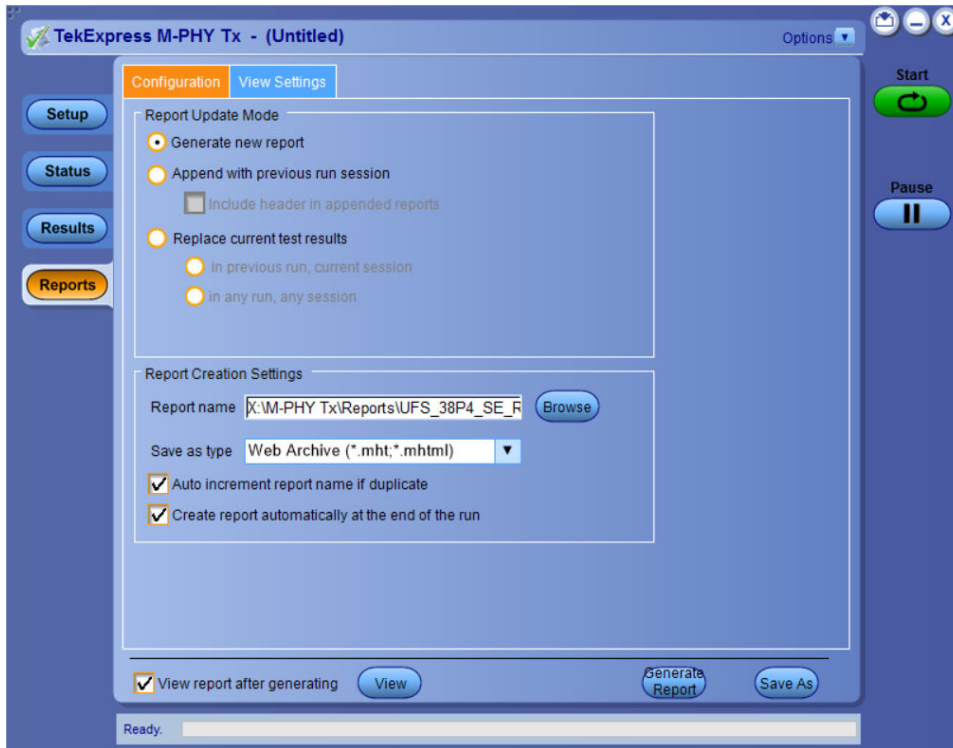 TekExpress M-PHY Tx - (Untitled)
Options
Start
Pause
Setup
Status
Results
Reports
Configuration
View Settings
Report Update Mode
Generate new report
Append with previous run session
Include header in appended reports
Replace current test results
in previous run, current session
in any run, any session
Report Creation Settings
Report name
X:\M-PHY Tx\Reports\UFS_38P4_SE_R
Browse
Save as type
Web Archive (*.mht;*.mhtml)
Auto increment report name if duplicate
Create report automatically at the end of the run
View report after generating
View
Generate
Report
Save As
Ready.